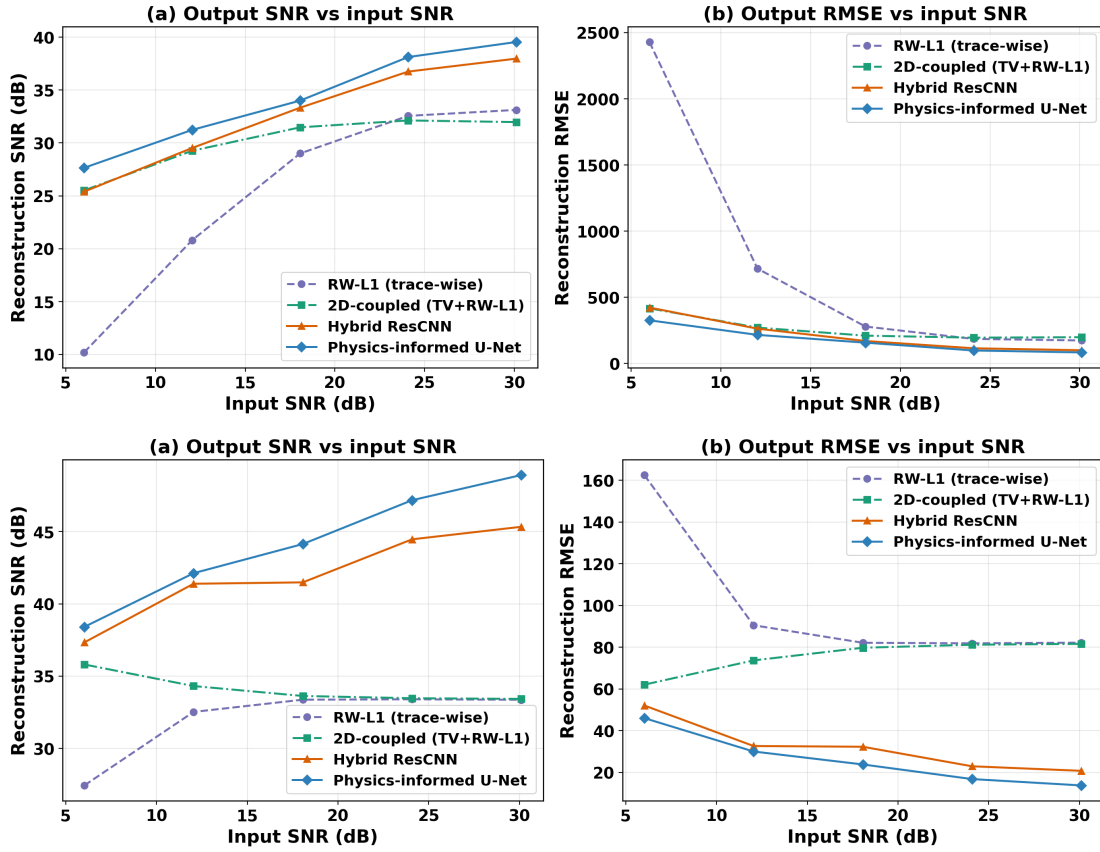 (a) Output SNR vs input SNR
Reconstruction SNR (dB)
40
35
30
25
20
15
10
RW-L1 (trace-wise)
2D-coupled (TV+RW-L1)
Hybrid ResCNN
Physics-informed U-Net
5 10 15 20 25 30
Input SNR (dB)
(b) Output RMSE vs input SNR
Reconstruction RMSE
2500
2000
1500
1000
500
0
RW-L1 (trace-wise)
2D-coupled (TV+RW-L1)
Hybrid ResCNN
Physics-informed U-Net
5 10 15 20 25 30
Input SNR (dB)
(a) Output SNR vs input SNR
Reconstruction SNR (dB)
45
40
35
30
RW-L1 (trace-wise)
2D-coupled (TV+RW-L1)
Hybrid ResCNN
Physics-informed U-Net
5 10 15 20 25 30
Input SNR (dB)
(b) Output RMSE vs input SNR
Reconstruction RMSE
160
140
120
100
80
60
40
20
RW-L1 (trace-wise)
2D-coupled (TV+RW-L1)
Hybrid ResCNN
Physics-informed U-Net
5 10 15 20 25 30
Input SNR (dB)